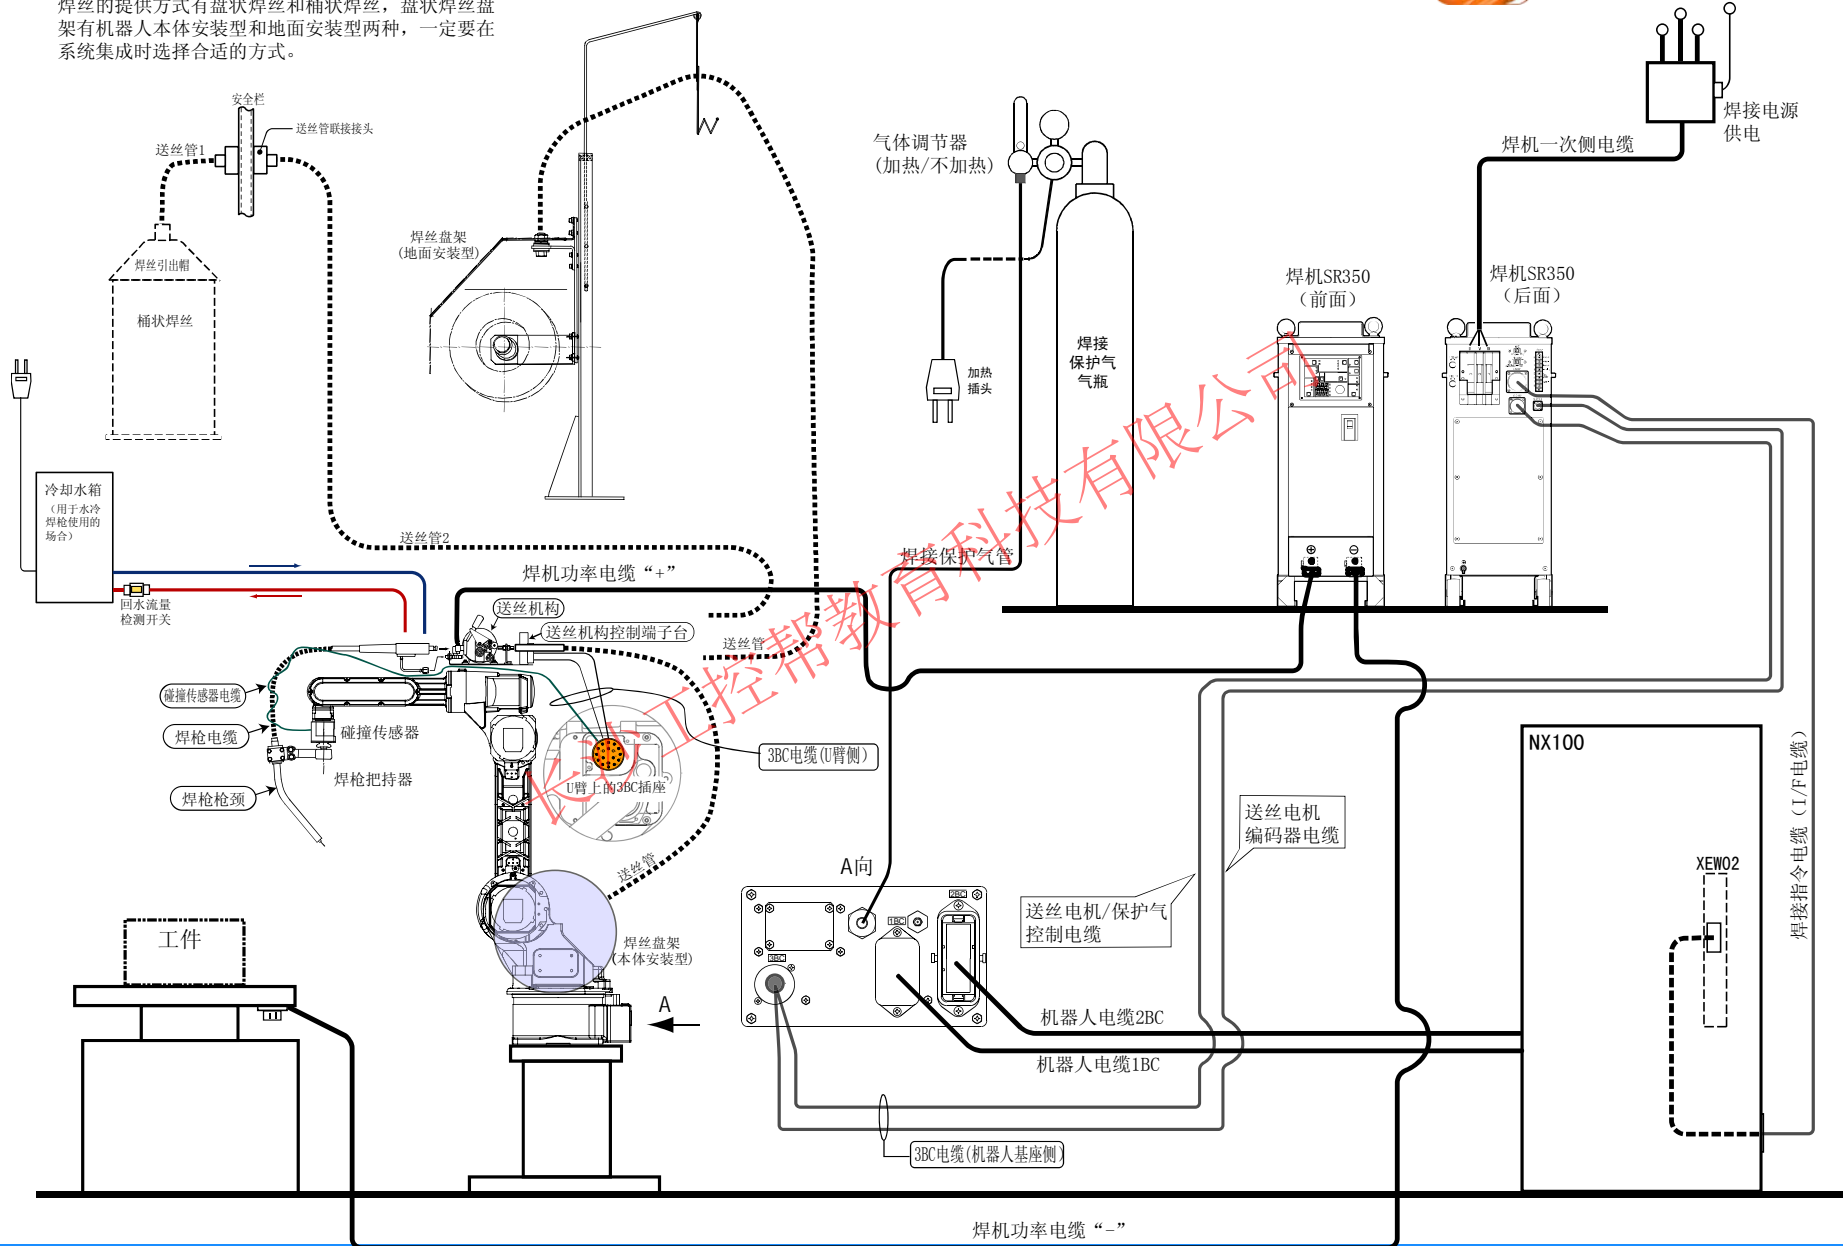 焊丝的提供方式有盘状焊丝和桶状焊丝，盘状焊丝盘
架有机器人本体安装型和地面安装型两种，一定要在
系统集成时选择合适的方式。
安全栏
送丝管联接接头
送丝管1
焊丝引出帽
桶状焊丝
焊丝盘架
(地面安装型)
气体调节器
(加热/不加热)
加热
插头
焊接
保护气
气瓶
焊接电源
供电
焊机一次侧电缆
焊机SR350
（前面）
焊机SR350
（后面）
冷却水箱
（用于水冷
焊枪使用的
场合）
送丝管2
焊机功率电缆“+”
焊接保护气管
回水流量
检测开关
送丝机构
送丝机构控制端子台
送丝管
碰撞传感器电缆
焊枪电缆
碰撞传感器
焊枪把持器
焊枪枪颈
3BC电缆(U臂侧)
U臂上的3BC插座
送丝管
焊丝盘架
(本体安装型)
工件
A
A向
2BC
1BC
3BC
送丝电机
编码器电缆
送丝电机/保护气
控制电缆
机器人电缆2BC
机器人电缆1BC
3BC电缆(机器人基座侧)
NX100
XEW02
焊接指令电缆（I/F电缆）
焊机功率电缆“-”
长沙工控帮教育科技有限公司